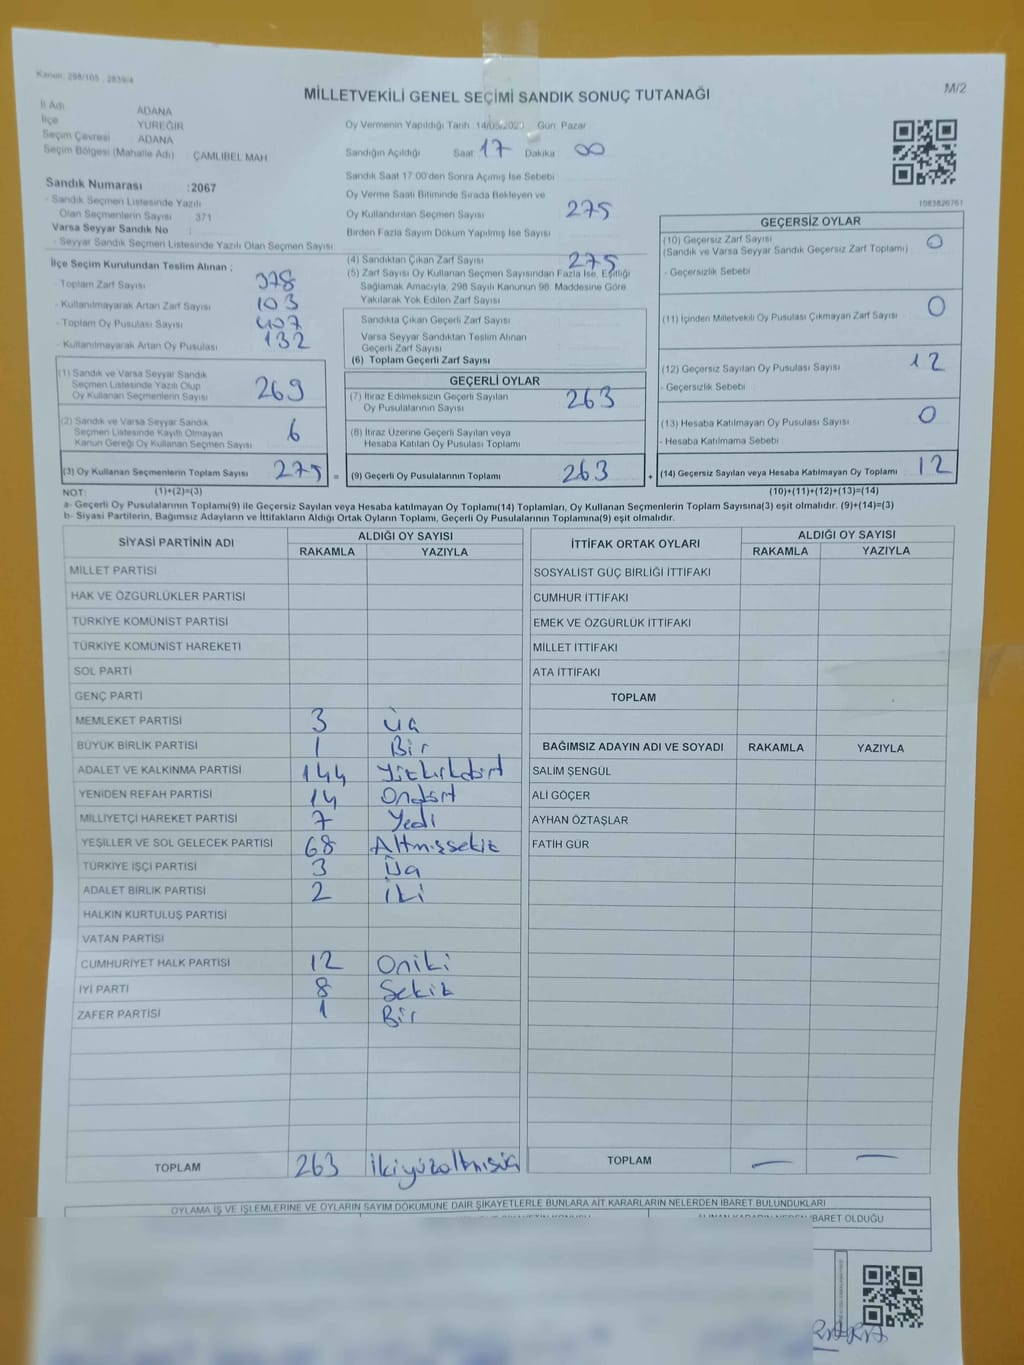 Kanun: 298/105 , 2839/4
M/2
MİLLETVEKİLİ GENEL SEÇİMİ SANDIK SONUÇ TUTANAĞI
İl Adı ADANA
İlçe YÜREĞİR
Seçim Çevresi ADANA
Seçim Bölgesi (Mahalle Adı) ÇAMLIBEL MAH.
Oy Vermenin Yapıldığı Tarih : 14/05/2023 Gün: Pazar
Sandığın Açıldığı Saat 17 Dakika 00
Sandık Saat 17:00'den Sonra Açılmış İse Sebebi
Oy Verme Saati Bitiminde Sırada Bekleyen ve
Oy Kullandırılan Seçmen Sayısı 275
Birden Fazla Sayım Döküm Yapılmış İse Sayısı
Sandık Numarası :2067
- Sandık Seçmen Listesinde Yazılı
Olan Seçmenlerin Sayısı 371
Varsa Seyyar Sandık No :
- Seyyar Sandık Seçmen Listesinde Yazılı Olan Seçmen Sayısı:
1083826761
İlçe Seçim Kurulundan Teslim Alınan ;
- Toplam Zarf Sayısı 378
- Kullanılmayarak Artan Zarf Sayısı 103
- Toplam Oy Pusulası Sayısı 407
- Kullanılmayarak Artan Oy Pusulası 132
(4) Sandıktan Çıkan Zarf Sayısı 275
(5) Zarf Sayısı Oy Kullanan Seçmen Sayısından Fazla İse, Eşitliği
Sağlamak Amacıyla, 298 Sayılı Kanunun 98. Maddesine Göre
Yakılarak Yok Edilen Zarf Sayısı
Sandıkta Çıkan Geçerli Zarf Sayısı
Varsa Seyyar Sandıktan Teslim Alınan
Geçerli Zarf Sayısı
(6) Toplam Geçerli Zarf Sayısı
GEÇERSİZ OYLAR
(10) Geçersiz Zarf Sayısı 0
(Sandık ve Varsa Seyyar Sandık Geçersiz Zarf Toplamı)
- Geçersizlik Sebebi
(11) İçinden Milletvekili Oy Pusulası Çıkmayan Zarf Sayısı 0
(12) Geçersiz Sayılan Oy Pusulası Sayısı 12
- Geçersizlik Sebebi
(13) Hesaba Katılmayan Oy Pusulası Sayısı 0
- Hesaba Katılmama Sebebi
(1) Sandık ve Varsa Seyyar Sandık
Seçmen Listesinde Yazılı Olup
Oy Kullanan Seçmenlerin Sayısı 269
(2) Sandık ve Varsa Seyyar Sandık
Seçmen Listesinde Kayıtlı Olmayan
Kanun Gereği Oy Kullanan Seçmen Sayısı 6
GEÇERLİ OYLAR
(7) İtiraz Edilmeksizin Geçerli Sayılan
Oy Pusulalarının Sayısı 263
(8) İtiraz Üzerine Geçerli Sayılan veya
Hesaba Katılan Oy Pusulaları Toplamı
(3) Oy Kullanan Seçmenlerin Toplam Sayısı 275 = (9) Geçerli Oy Pusulalarının Toplamı 263 + (14) Geçersiz Sayılan veya Hesaba Katılmayan Oy Toplamı 12
NOT: (1)+(2)=(3) (10)+(11)+(12)+(13)=(14)
a- Geçerli Oy Pusulalarının Toplamı(9) ile Geçersiz Sayılan veya Hesaba katılmayan Oy Toplamı(14) Toplamları, Oy Kullanan Seçmenlerin Toplam Sayısına(3) eşit olmalıdır. (9)+(14)=(3)
b- Siyasi Partilerin, Bağımsız Adayların ve İttifakların Aldığı Ortak Oyların Toplamı, Geçerli Oy Pusulalarının Toplamına(9) eşit olmalıdır.
SİYASİ PARTİNİN ADI ALDIĞI OY SAYISI
RAKAMLA YAZIYLA
MİLLET PARTİSİ
HAK VE ÖZGÜRLÜKLER PARTİSİ
TÜRKİYE KOMÜNİST PARTİSİ
TÜRKİYE KOMÜNİST HAREKETİ
SOL PARTİ
GENÇ PARTİ
MEMLEKET PARTİSİ 3 Üç
BÜYÜK BİRLİK PARTİSİ 1 Bir
ADALET VE KALKINMA PARTİSİ 144 Yüzkırkdört
YENİDEN REFAH PARTİSİ 14 Ondört
MİLLİYETÇİ HAREKET PARTİSİ 7 Yedi
YEŞİLLER VE SOL GELECEK PARTİSİ 68 Altmışsekiz
TÜRKİYE İŞÇİ PARTİSİ 3 Üç
ADALET BİRLİK PARTİSİ 2 İki
HALKIN KURTULUŞ PARTİSİ
VATAN PARTİSİ
CUMHURİYET HALK PARTİSİ 12 Oniki
İYİ PARTİ 8 Sekiz
ZAFER PARTİSİ 1 Bir
TOPLAM 263 İkiyüzaltmışüç
İTTİFAK ORTAK OYLARI ALDIĞI OY SAYISI
RAKAMLA YAZIYLA
SOSYALİST GÜÇ BİRLİĞİ İTTİFAKI
CUMHUR İTTİFAKI
EMEK VE ÖZGÜRLÜK İTTİFAKI
MİLLET İTTİFAKI
ATA İTTİFAKI
TOPLAM
BAĞIMSIZ ADAYIN ADI VE SOYADI RAKAMLA YAZIYLA
SALİM ŞENGÜL
ALİ GÖÇER
AYHAN ÖZTAŞLAR
FATİH GÜR
TOPLAM — —
OYLAMA İŞ VE İŞLEMLERİNE VE OYLARIN SAYIM DÖKÜMÜNE DAİR ŞİKAYETLERLE BUNLARA AİT KARARLARIN NELERDEN İBARET BULUNDUKLARI
İBARET OLDUĞU